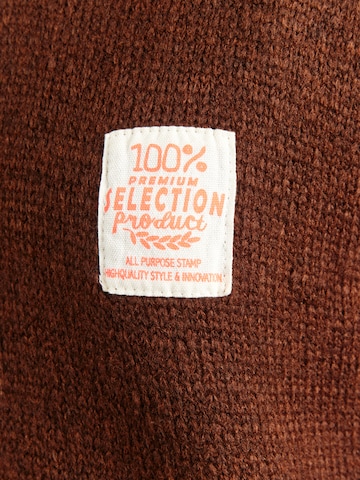 100%
PREMIUM
SELECTION
product
ALL PURPOSE STAMP
HIGHQUALITY STYLE & INNOVATION